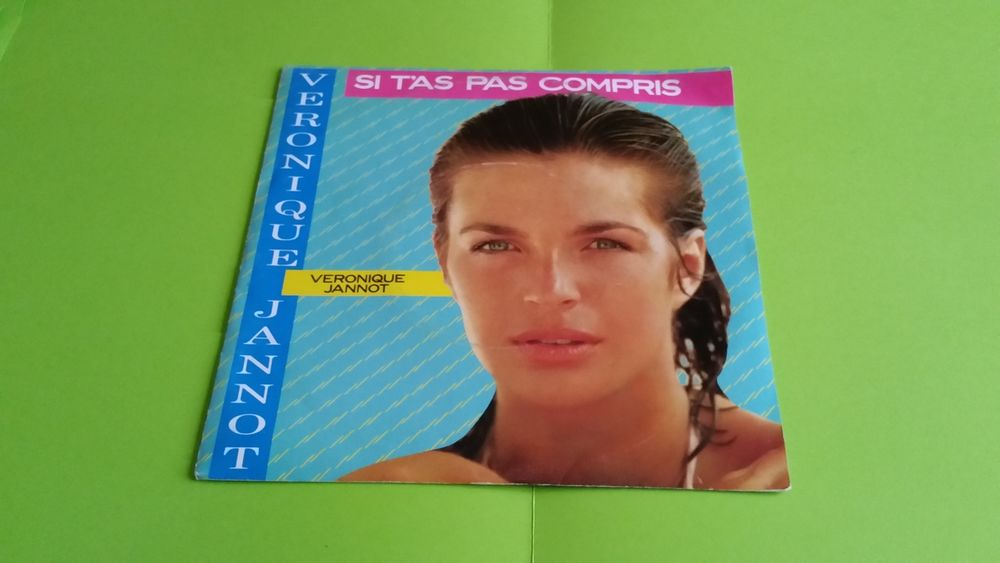 SI T'AS PAS COMPRIS
VERONIQUE JANNOT
VERONIQUE
JANNOT